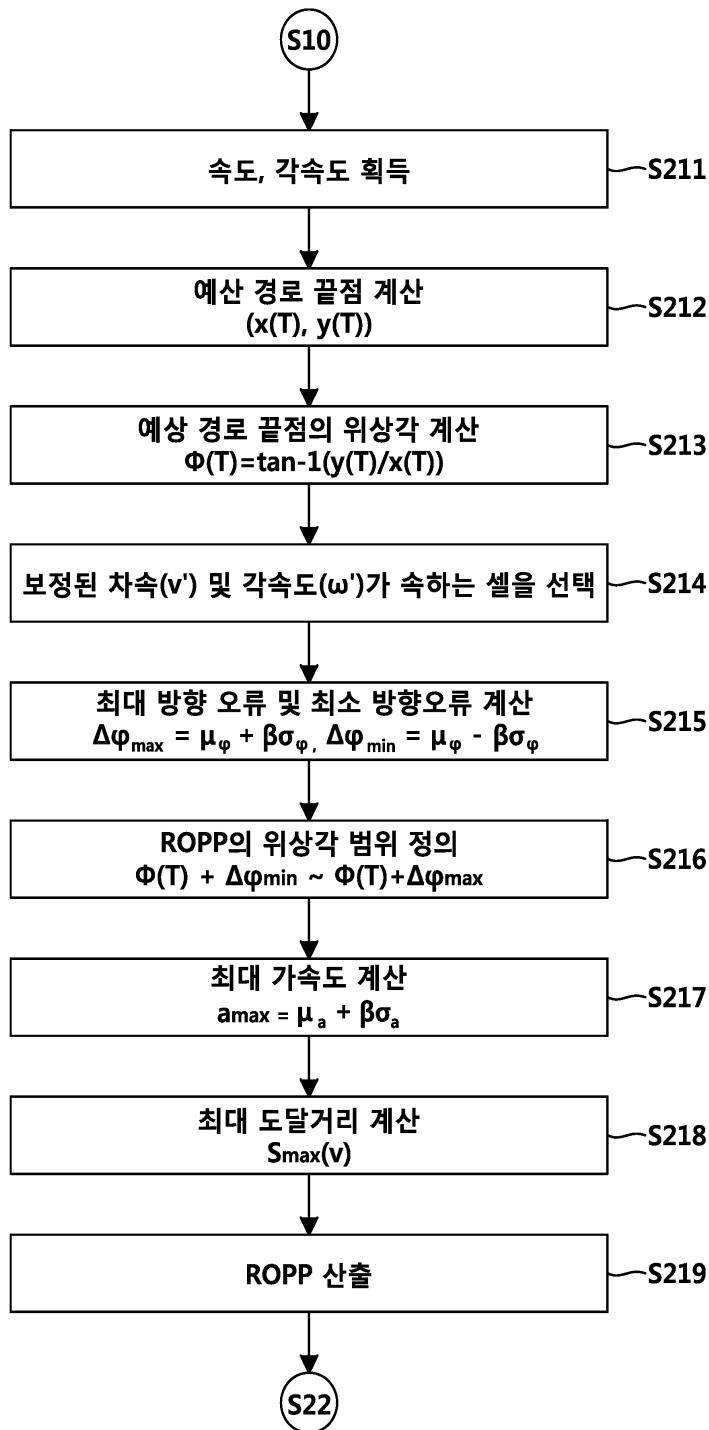 S10
속도, 각속도 획득
S211
예산 경로 끝점 계산
(x(T), y(T))
S212
예상 경로 끝점의 위상각 계산
Φ(T)=tan-1(y(T)/x(T))
S213
보정된 차속(v') 및 각속도(ω')가 속하는 셀을 선택
S214
최대 방향 오류 및 최소 방향오류 계산
Δφmax = μφ + βσφ, Δφmin = μφ - βσφ
S215
ROPP의 위상각 범위 정의
Φ(T) + Δφmin ~ Φ(T)+Δφmax
S216
최대 가속도 계산
amax = μa + βσa
S217
최대 도달거리 계산
Smax(v)
S218
ROPP 산출
S219
S22